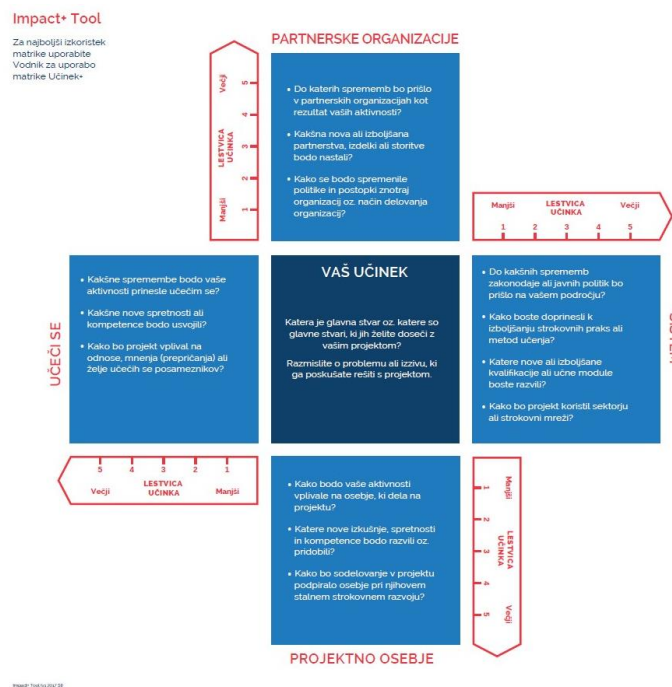 Impact+ Tool
Za najboljši izkoristek
matrike uporabite
Vodnik za uporabo
matrike Učinek+
PARTNERSKE ORGANIZACIJE
Večji
LESTVICA
UČINKA
Manjši
5
4
3
2
1
• Do katerih sprememb bo prišlo
v partnerskih organizacijah kot
rezultat vaših aktivnosti?
• Kakšna nova ali izboljšana
partnerstva, izdelki ali storitve
bodo nastali?
• Kako se bodo spremenile
politike in postopki znotraj
organizacij oz. način delovanja
organizacij?
Manjši
LESTVICA
UČINKA
Večji
1 2 3 4 5
UČEČI SE
• Kakšne spremembe bodo vaše
aktivnosti prinesle učečim se?
• Kakšne nove spretnosti ali
kompetence bodo usvojili?
• Kako bo projekt vplival na
odnose, mnenja (prepričanja) ali
želje učečih se posameznikov?
VAŠ UČINEK
Katera je glavna stvar oz. katere so
glavne stvari, ki jih želite doseči z
vašim projektom?
Razmislite o problemu ali izzivu, ki
ga poskušate rešiti s projektom.
• Do kakšnih sprememb
zakonodaje ali javnih politik bo
prišlo na vašem področju?
• Kako boste doprinesli k
izboljšanju strokovnih praks ali
metod učenja?
• Katere nove ali izboljšane
kvalifikacije ali učne module
boste razvili?
• Kako bo projekt koristil sektorju
ali strokovni mreži?
5 4 3 2 1
Večji
LESTVICA
UČINKA
Manjši
• Kako bodo vaše aktivnosti
vplivale na osebje, ki dela na
projektu?
• Katere nove izkušnje, spretnosti
in kompetence bodo razvili oz.
pridobili?
• Kako bo sodelovanje v projektu
podpiralo osebje pri njihovem
stalnem strokovnem razvoju?
Manjši
LESTVICA
UČINKA
Večji
1
2
3
4
5
PROJEKTNO OSEBJE